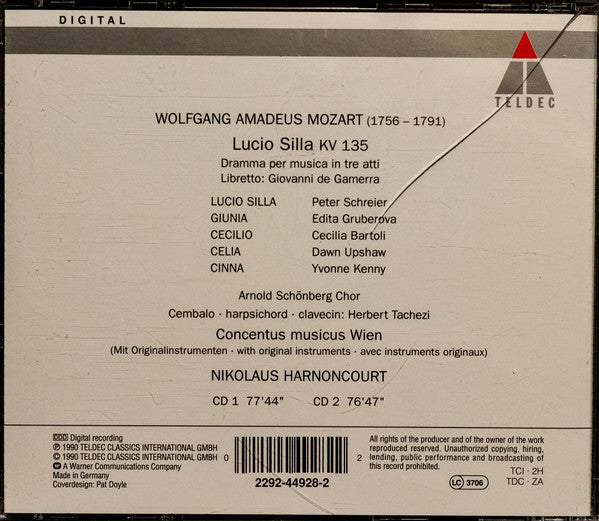 DIGITAL
TELDEC
WOLFGANG AMADEUS MOZART (1756 – 1791)
Lucio Silla KV 135
Dramma per musica in tre atti
Libretto: Giovanni de Gamerra
LUCIO SILLA Peter Schreier
GIUNIA Edita Gruberova
CECILIO Cecilia Bartoli
CELIA Dawn Upshaw
CINNA Yvonne Kenny
Arnold Schönberg Chor
Cembalo · harpsichord · clavecin: Herbert Tachezi
Concentus musicus Wien
(Mit Originalinstrumenten · with original instruments · avec instruments originaux)
NIKOLAUS HARNONCOURT
CD 1 77'44" CD 2 76'47"
DDD Digital recording
℗ 1990 TELDEC CLASSICS INTERNATIONAL GMBH
© 1990 TELDEC CLASSICS INTERNATIONAL GMBH
A Warner Communications Company
Made in Germany
Coverdesign: Pat Doyle
0 2
2292-44928-2
All rights of the producer and of the owner of the work
reproduced reserved. Unauthorized copying, hiring,
lending, public performance and broadcasting of
this record prohibited.
TCI · 2H
LC 3706 TDC · ZA